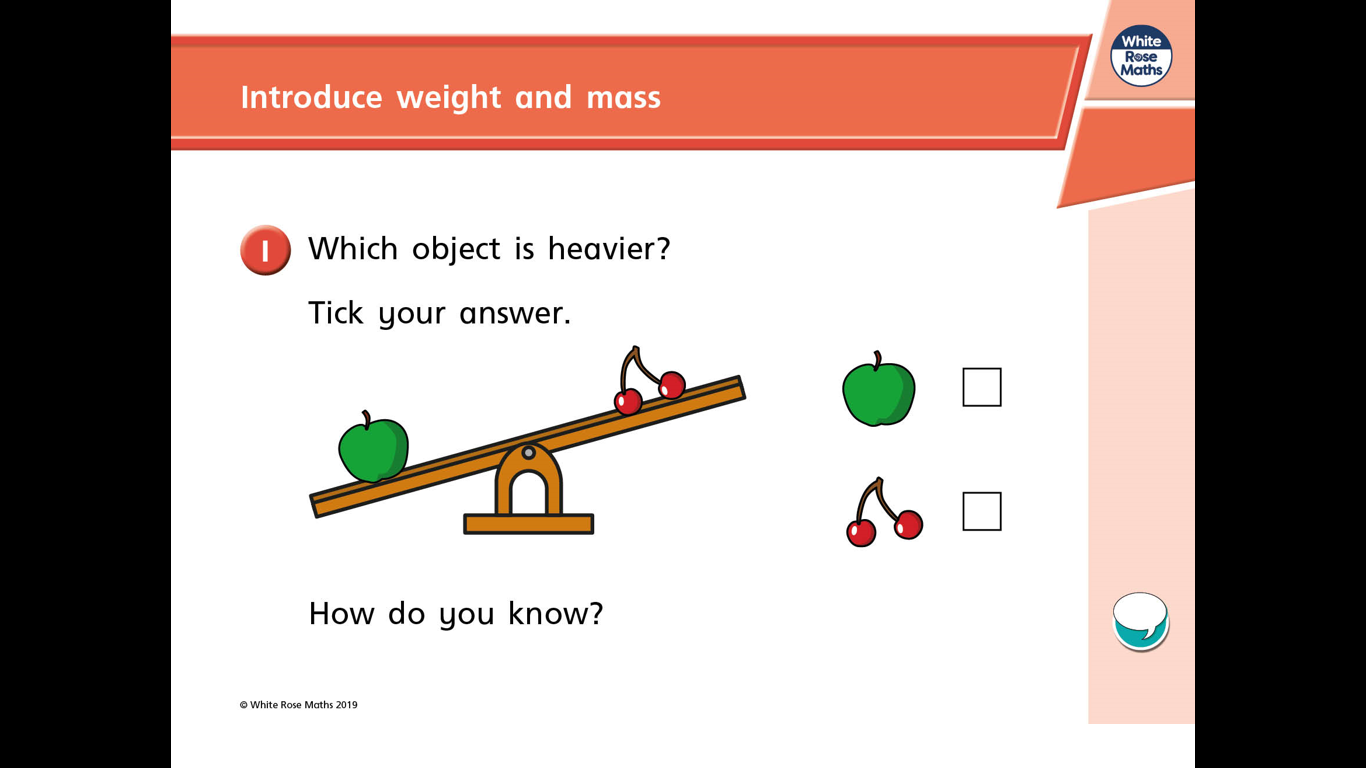 White
Rose
Maths
Introduce weight and mass
1 Which object is heavier?
Tick your answer.
How do you know?
© White Rose Maths 2019